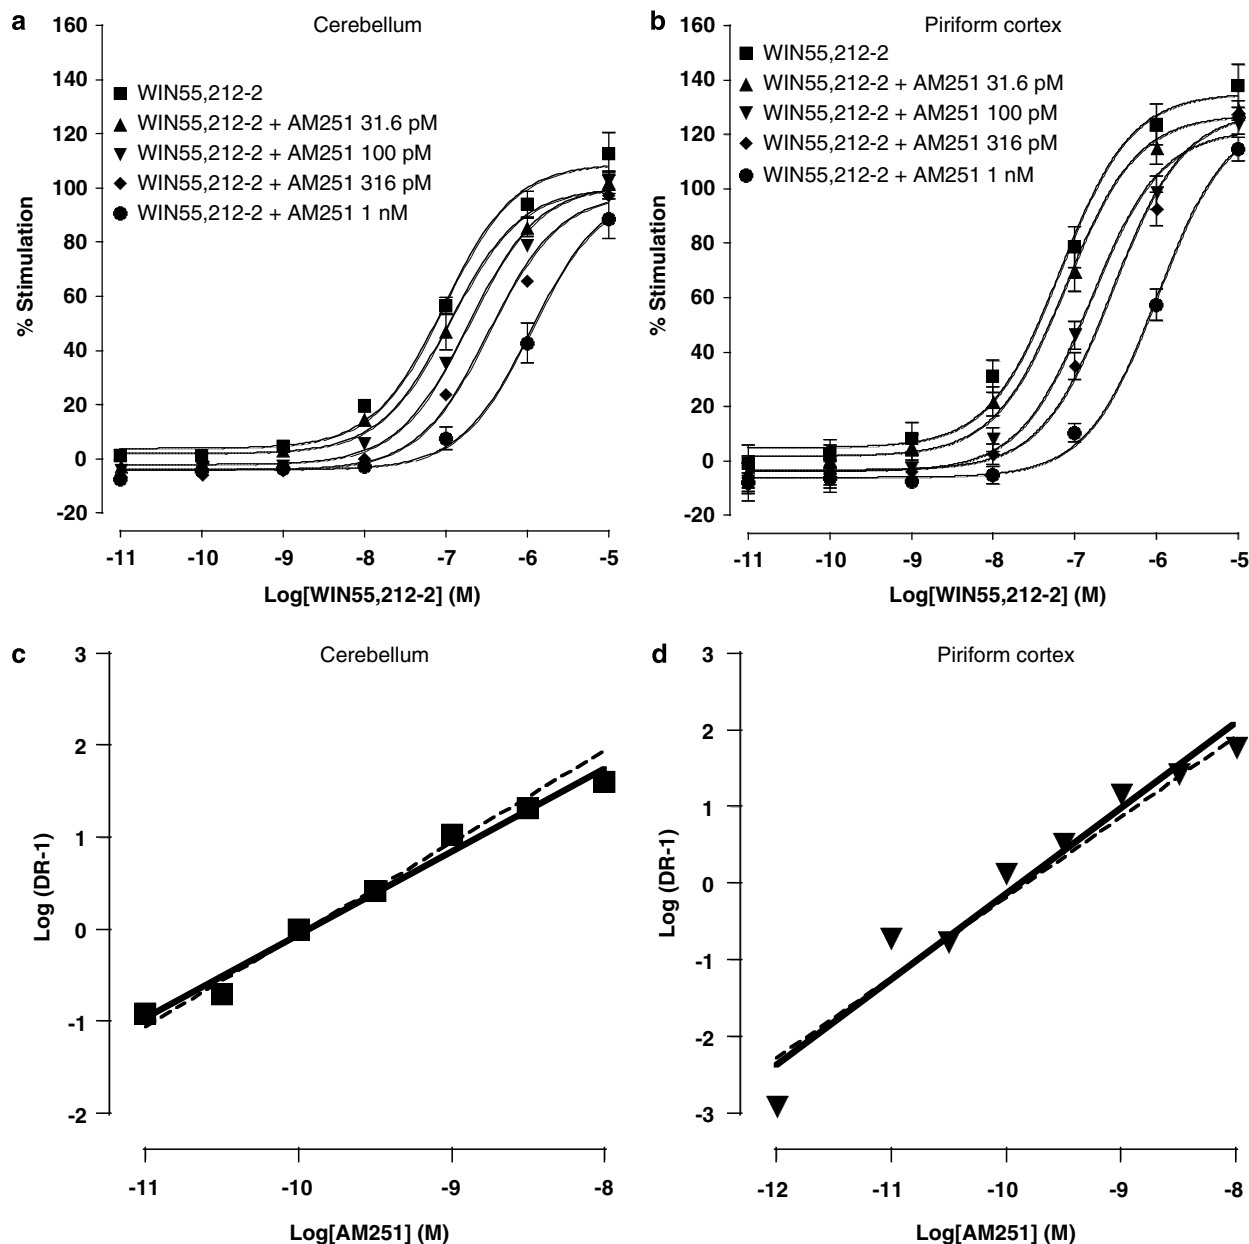 a
Cerebellum
160
140
120
100
80
60
40
20
0
-20
% Stimulation
WIN55,212-2
WIN55,212-2 + AM251 31.6 pM
WIN55,212-2 + AM251 100 pM
WIN55,212-2 + AM251 316 pM
WIN55,212-2 + AM251 1 nM
-11 -10 -9 -8 -7 -6 -5
Log[WIN55,212-2] (M)
b
Piriform cortex
160
140
120
100
80
60
40
20
0
-20
% Stimulation
WIN55,212-2
WIN55,212-2 + AM251 31.6 pM
WIN55,212-2 + AM251 100 pM
WIN55,212-2 + AM251 316 pM
WIN55,212-2 + AM251 1 nM
-11 -10 -9 -8 -7 -6 -5
Log[WIN55,212-2] (M)
c
Cerebellum
3
2
1
0
-1
-2
Log (DR-1)
-11 -10 -9 -8
Log[AM251] (M)
d
Piriform cortex
3
2
1
0
-1
-2
-3
Log (DR-1)
-12 -11 -10 -9 -8
Log[AM251] (M)